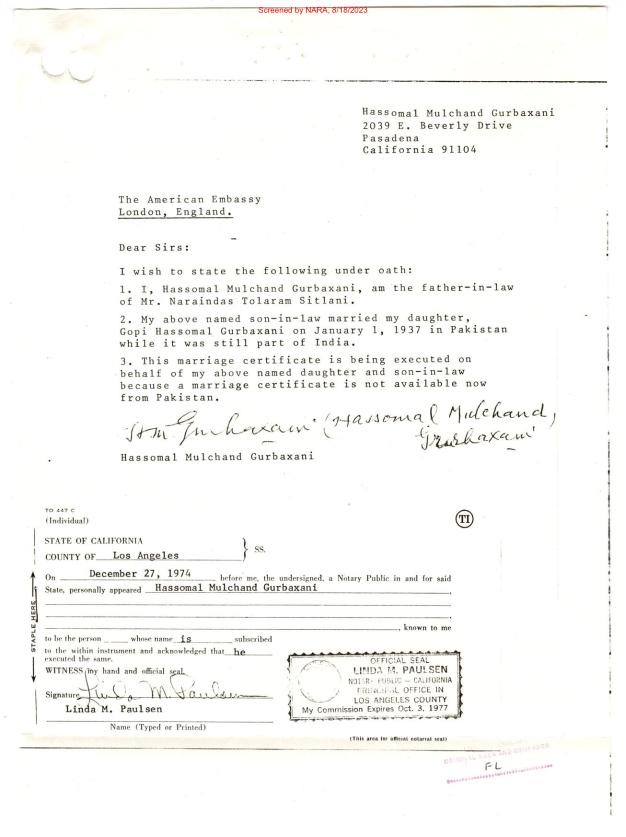 Screened by NARA, 8/18/2023
Hassomal Mulchand Gurbaxani
2039 E. Beverly Drive
Pasadena
California 91104
The American Embassy
London, England.
Dear Sirs:
I wish to state the following under oath:
1. I, Hassomal Mulchand Gurbaxani, am the father-in-law
of Mr. Naraindas Tolaram Sitlani.
2. My above named son-in-law married my daughter,
Gopi Hassomal Gurbaxani on January 1, 1937 in Pakistan
while it was still part of India.
3. This marriage certificate is being executed on
behalf of my above named daughter and son-in-law
because a marriage certificate is not available now
from Pakistan.
H.M. Gurbaxani (Hassomal Mulchand,
Gurbaxani
Hassomal Mulchand Gurbaxani
TO 447 C
(Individual)
TI
STATE OF CALIFORNIA
COUNTY OF Los Angeles } SS.
On December 27, 1974 before me, the undersigned, a Notary Public in and for said
State, personally appeared Hassomal Mulchand Gurbaxani
, known to me
to be the person whose name is subscribed
to the within instrument and acknowledged that he
executed the same.
WITNESS my hand and official seal.
Signature Linda M. Paulsen
Linda M. Paulsen
Name (Typed or Printed)
STAPLE HERE
OFFICIAL SEAL
LINDA M. PAULSEN
NOTARY PUBLIC - CALIFORNIA
PRINCIPAL OFFICE IN
LOS ANGELES COUNTY
My Commission Expires Oct. 3, 1977
(This area for official notarial seal)
FL